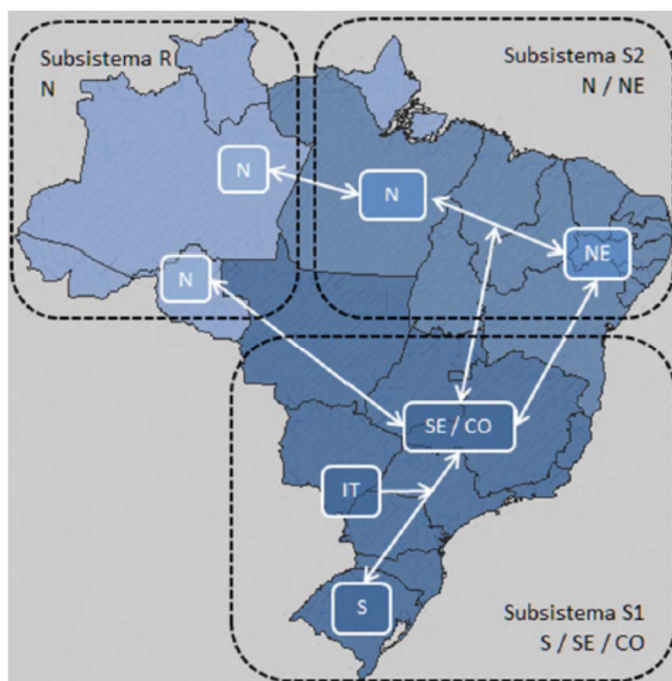 Subsistema R
N
Subsistema S2
N / NE
N
N
NE
N
SE / CO
IT
S
Subsistema S1
S / SE / CO